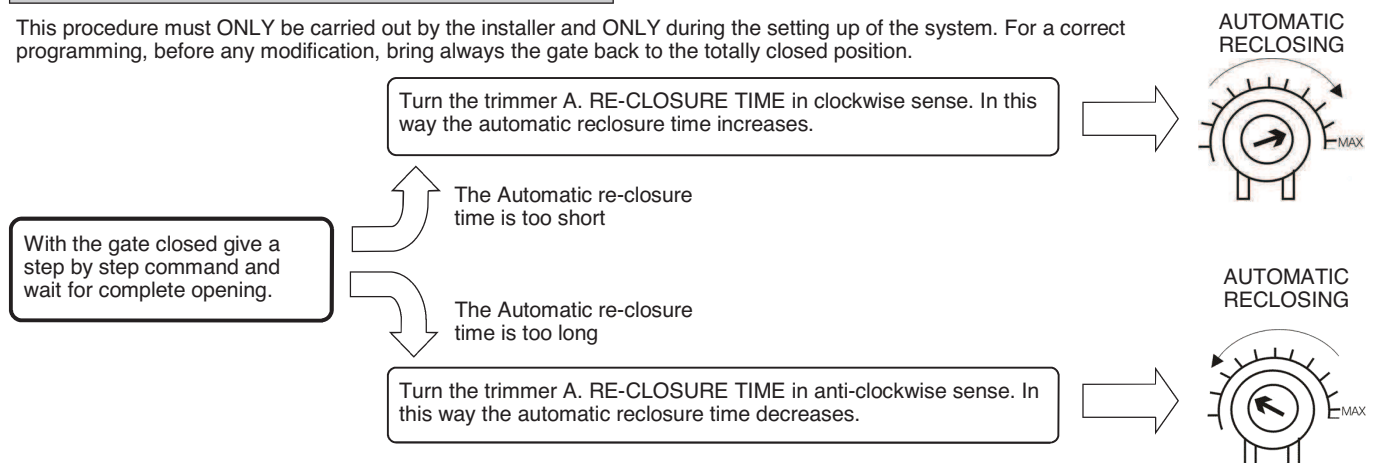 This procedure must ONLY be carried out by the installer and ONLY during the setting up of the system. For a correct
programming, before any modification, bring always the gate back to the totally closed position.
AUTOMATIC
RECLOSING
Turn the trimmer A. RE-CLOSURE TIME in clockwise sense. In this
way the automatic reclosure time increases.
MAX
The Automatic re-closure
time is too short
With the gate closed give a
step by step command and
wait for complete opening.
The Automatic re-closure
time is too long
AUTOMATIC
RECLOSING
Turn the trimmer A. RE-CLOSURE TIME in anti-clockwise sense. In
this way the automatic reclosure time decreases.
MAX